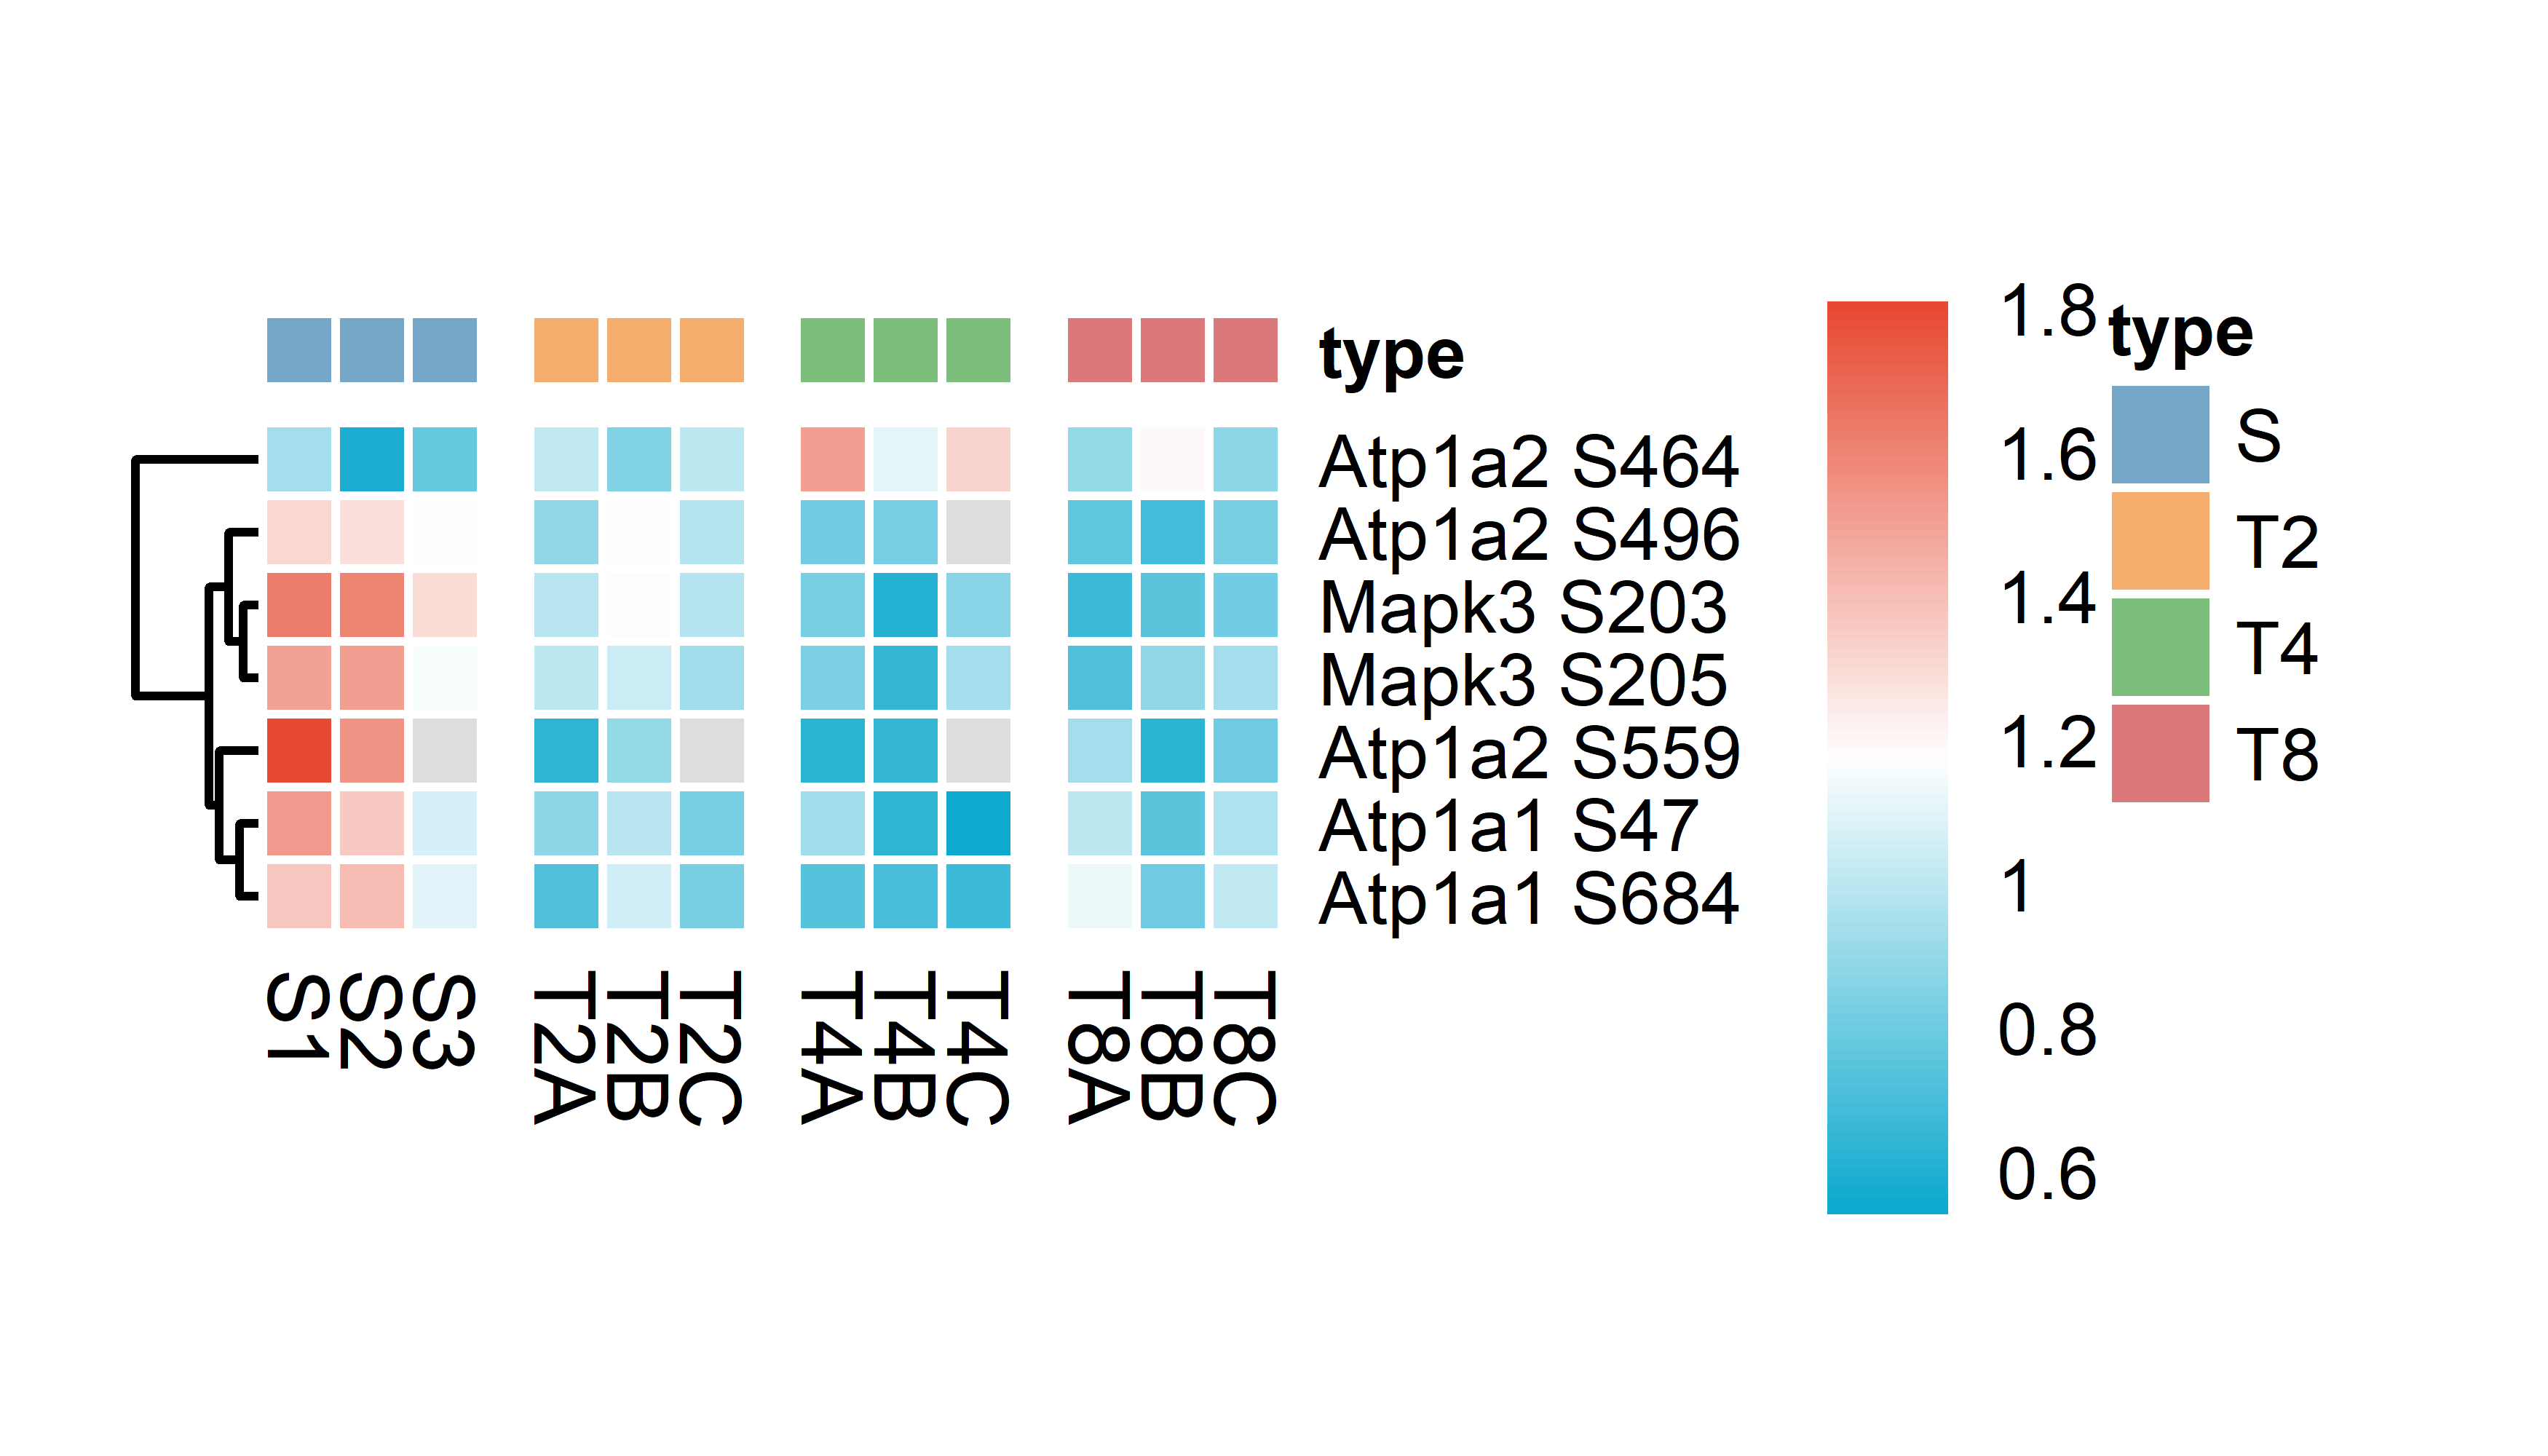 type
Atp1a2 S464
Atp1a2 S496
Mapk3 S203
Mapk3 S205
Atp1a2 S559
Atp1a1 S47
Atp1a1 S684
S1
S2
S3
T2A
T2B
T2C
T4A
T4B
T4C
T8A
T8B
T8C
1.8
1.6
1.4
1.2
1
0.8
0.6
type
S
T2
T4
T8